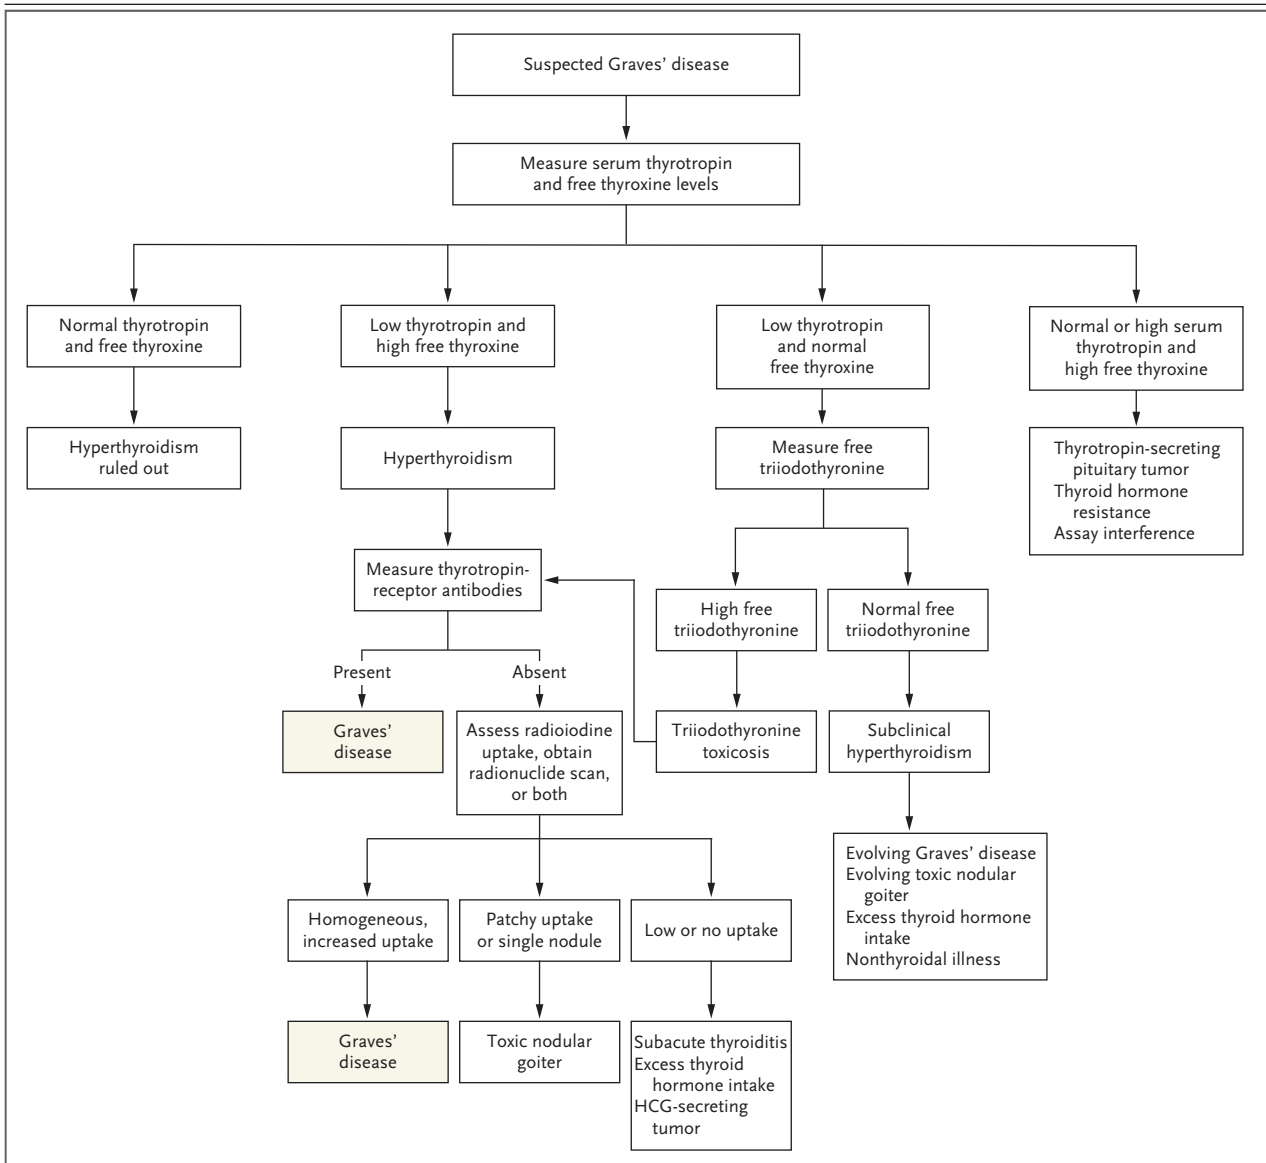 Suspected Graves’ disease
Measure serum thyrotropin
and free thyroxine levels
Normal thyrotropin
and free thyroxine
Low thyrotropin and
high free thyroxine
Low thyrotropin
and normal
free thyroxine
Normal or high serum
thyrotropin and
high free thyroxine
Hyperthyroidism
ruled out
Hyperthyroidism
Measure free
triiodothyronine
Thyrotropin-secreting
pituitary tumor
Thyroid hormone
resistance
Assay interference
Measure thyrotropin-
receptor antibodies
High free
triiodothyronine
Normal free
triiodothyronine
Present
Absent
Graves’
disease
Assess radioiodine
uptake, obtain
radionuclide scan,
or both
Triiodothyronine
toxicosis
Subclinical
hyperthyroidism
Evolving Graves’ disease
Evolving toxic nodular
goiter
Excess thyroid hormone
intake
Nonthyroidal illness
Homogeneous,
increased uptake
Patchy uptake
or single nodule
Low or no uptake
Graves’
disease
Toxic nodular
goiter
Subacute thyroiditis
Excess thyroid
hormone intake
HCG-secreting
tumor